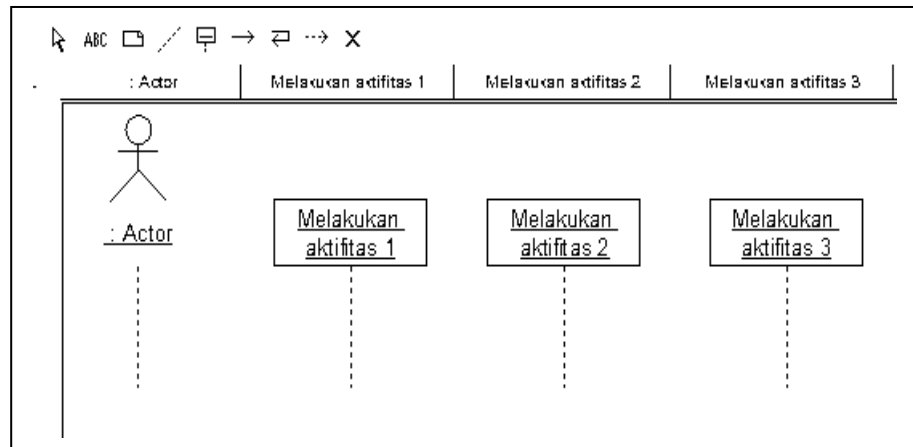 ABC
: Actor Melakukan aktifitas 1 Melakukan aktifitas 2 Melakukan aktifitas 3
: Actor
Melakukan
aktifitas 1
Melakukan
aktifitas 2
Melakukan
aktifitas 3